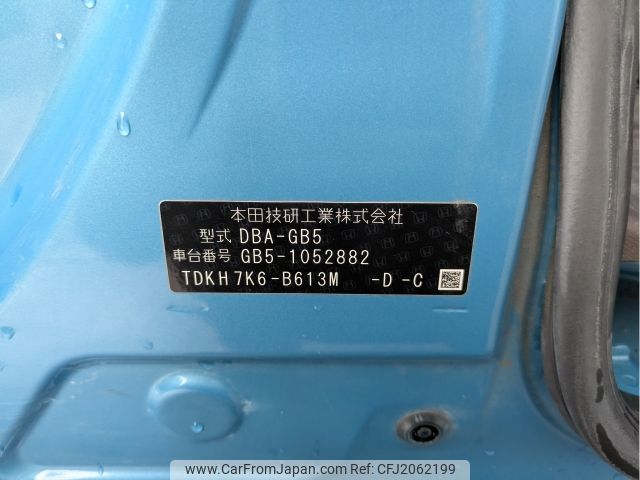 本田技研工業株式会社
型式 DBA-GB5
車台番号 GB5-1052882
TDKH7K6-B613M -D-C
www.CarFromJapan.com | CFJ2062199